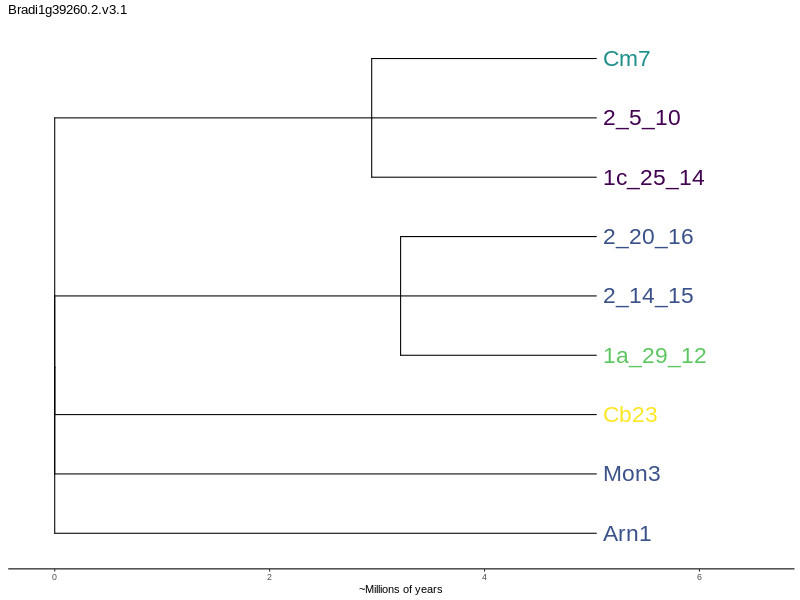 Bradi1g39260.2.v3.1
Cm7
2_5_10
1c_25_14
2_20_16
2_14_15
1a_29_12
Cb23
Mon3
Arn1
0 2 4 6
~Millions of years